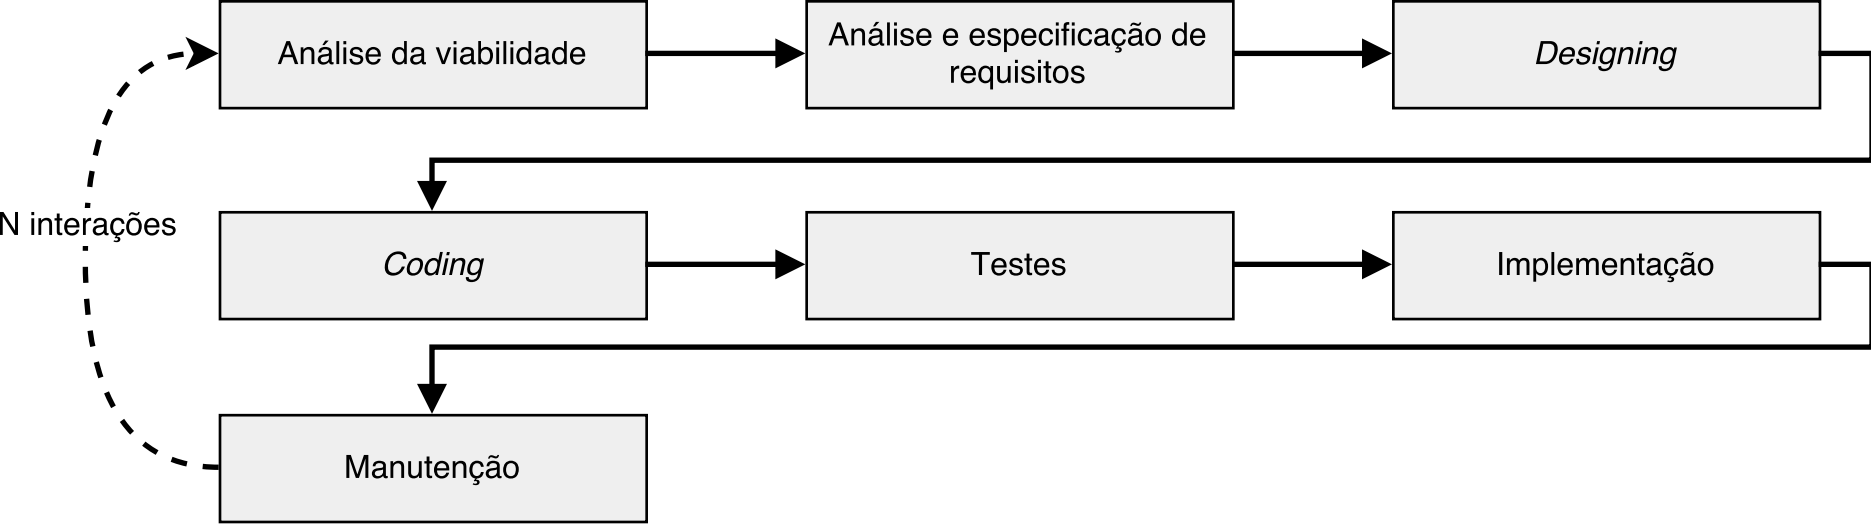 Análise da viabilidade
Análise e especificação de
requisitos
Designing
N interações
Coding
Testes
Implementação
Manutenção